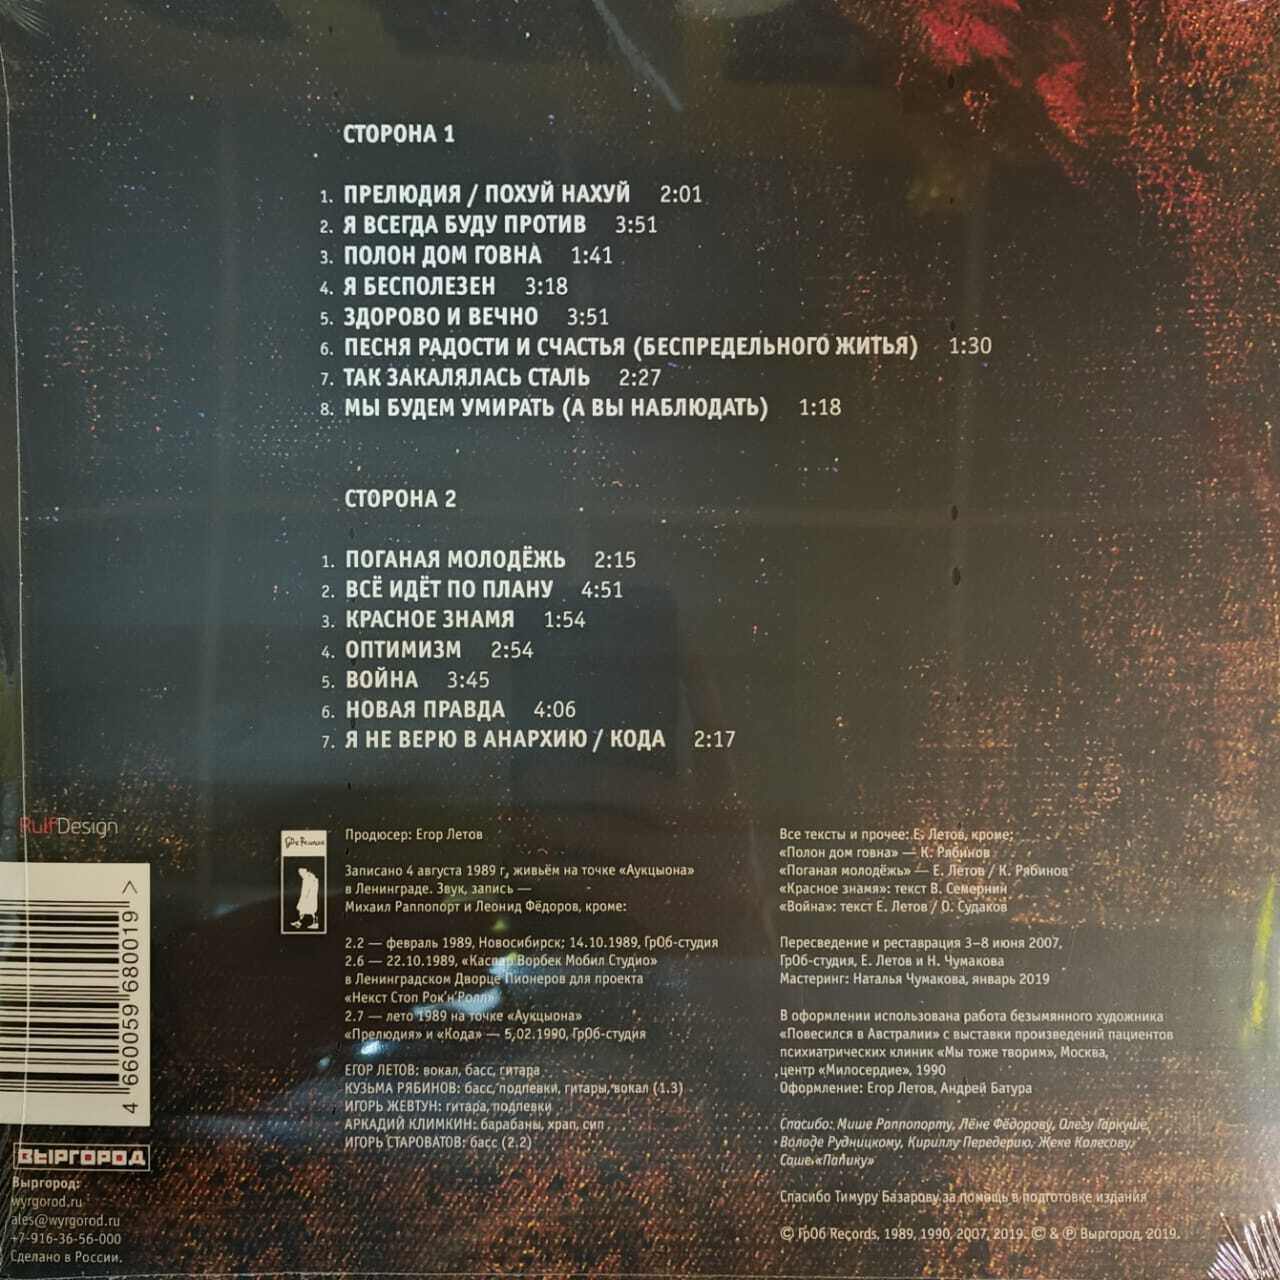 СТОРОНА 1
1. ПРЕЛЮДИЯ / ПОХУЙ НАХУЙ 2:01
2. Я ВСЕГДА БУДУ ПРОТИВ 3:51
3. ПОЛОН ДОМ ГОВНА 1:41
4. Я БЕСПОЛЕЗЕН 3:18
5. ЗДОРОВО И ВЕЧНО 3:51
6. ПЕСНЯ РАДОСТИ И СЧАСТЬЯ (БЕСПРЕДЕЛЬНОГО ЖИТЬЯ) 1:30
7. ТАК ЗАКАЛЯЛАСЬ СТАЛЬ 2:27
8. МЫ БУДЕМ УМИРАТЬ (А ВЫ НАБЛЮДАТЬ) 1:18
СТОРОНА 2
1. ПОГАНАЯ МОЛОДЁЖЬ 2:15
2. ВСЁ ИДЁТ ПО ПЛАНУ 4:51
3. КРАСНОЕ ЗНАМЯ 1:54
4. ОПТИМИЗМ 2:54
5. ВОЙНА 3:45
6. НОВАЯ ПРАВДА 4:06
7. Я НЕ ВЕРЮ В АНАРХИЮ / КОДА 2:17
RulfDesign
4 660059 680019 >
ВЫРГОРОД
Выргород:
wyrgorod.ru
ales@wyrgorod.ru
+7-916-36-56-000
Сделано в России.
Продюсер: Егор Летов
Записано 4 августа 1989 г, живьём на точке «Аукцыона»
в Ленинграде. Звук, запись —
Михаил Раппопорт и Леонид Фёдоров, кроме:
2.2 — февраль 1989, Новосибирск; 14.10.1989, ГрОб-студия
2.6 — 22.10.1989, «Каспар Ворбек Мобил Студио»
в Ленинградском Дворце Пионеров для проекта
«Некст Стоп Рок'н'Ролл»
2.7 — лето 1989 на точке «Аукцыона»
«Прелюдия» и «Кода» — 5.02.1990, ГрОб-студия
ЕГОР ЛЕТОВ: вокал, басс, гитара
КУЗЬМА РЯБИНОВ: басс, подпевки, гитары, вокал (1.3)
ИГОРЬ ЖЕВТУН: гитара, подпевки
АРКАДИЙ КЛИМКИН: барабаны, храп, сип
ИГОРЬ СТАРОВАТОВ: басс (2.2)
Все тексты и прочее: Е. Летов, кроме:
«Полон дом говна» — К. Рябинов
«Поганая молодёжь» — Е. Летов / К. Рябинов
«Красное знамя»: текст В. Семернин
«Война»: текст Е. Летов / О. Судаков
Пересведение и реставрация 3–8 июня 2007,
ГрОб-студия, Е. Летов и Н. Чумакова
Мастеринг: Наталья Чумакова, январь 2019
В оформлении использована работа безымянного художника
«Повесился в Австралии» с выставки произведений пациентов
психиатрических клиник «Мы тоже творим», Москва,
центр «Милосердие», 1990
Оформление: Егор Летов, Андрей Батура
Спасибо: Мише Раппопорту, Лёне Фёдорову, Олегу Гаркуше,
Володе Рудницкому, Кириллу Передерию, Жеке Колесову,
Саше «Папику»
Спасибо Тимуру Базарову за помощь в подготовке издания
© ГрОб Records, 1989, 1990, 2007, 2019. © & ℗ Выргород, 2019.